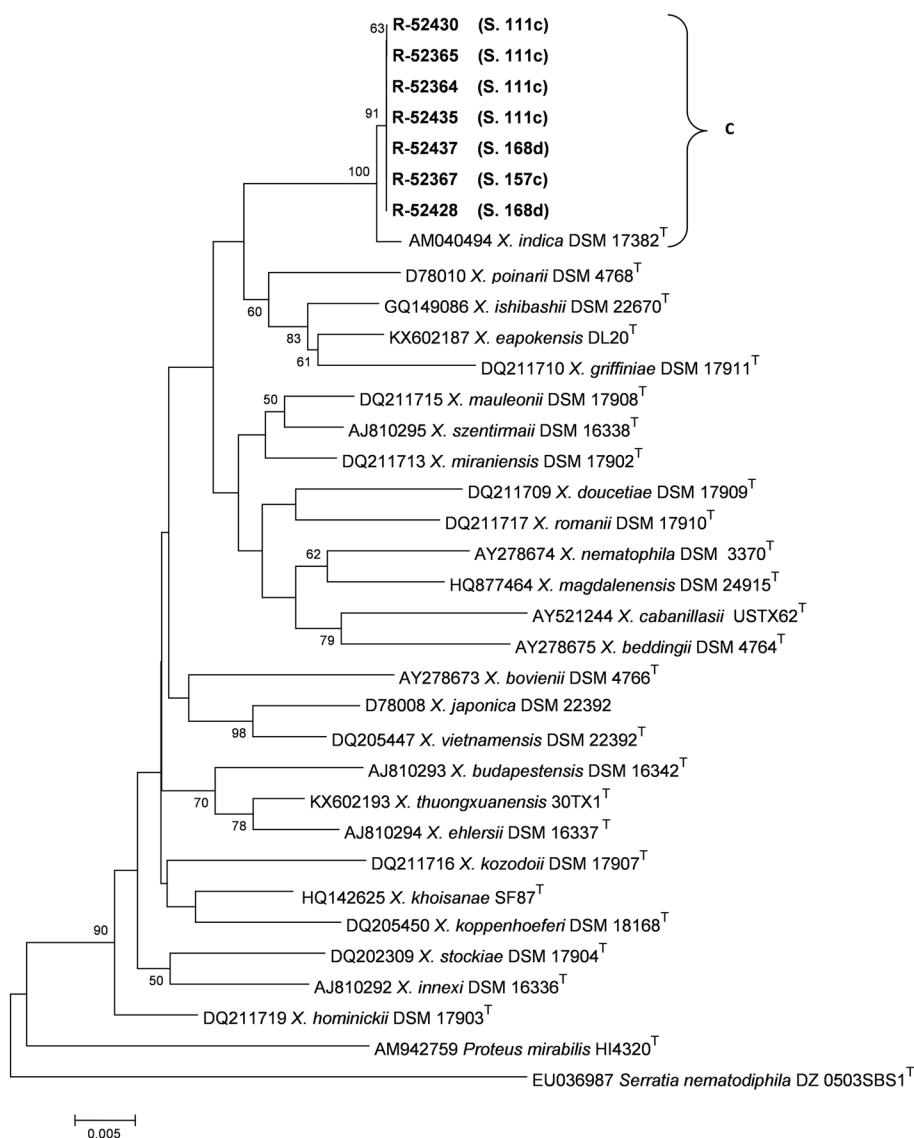 63
R-52430 (S. 111c)
R-52365 (S. 111c)
R-52364 (S. 111c)
91
R-52435 (S. 111c)
C
R-52437 (S. 168d)
100
R-52367 (S. 157c)
R-52428 (S. 168d)
AM040494 X. indica DSM 17382T
D78010 X. poinarii DSM 4768T
60
GQ149086 X. ishibashii DSM 22670T
83
KX602187 X. eapokensis DL20T
61
DQ211710 X. griffiniae DSM 17911T
50
DQ211715 X. mauleonii DSM 17908T
AJ810295 X. szentirmaii DSM 16338T
DQ211713 X. miraniensis DSM 17902T
DQ211709 X. doucetiae DSM 17909T
DQ211717 X. romanii DSM 17910T
62
AY278674 X. nematophila DSM 3370T
HQ877464 X. magdalenensis DSM 24915T
AY521244 X. cabanillasii USTX62T
79
AY278675 X. beddingii DSM 4764T
AY278673 X. bovienii DSM 4766T
D78008 X. japonica DSM 22392
98
DQ205447 X. vietnamensis DSM 22392T
AJ810293 X. budapestensis DSM 16342T
70
KX602193 X. thuongxuanensis 30TX1T
78
AJ810294 X. ehlersii DSM 16337T
DQ211716 X. kozodoii DSM 17907T
HQ142625 X. khoisanae SF87T
DQ205450 X. koppenhoeferi DSM 18168T
90
DQ202309 X. stockiae DSM 17904T
50
AJ810292 X. innexi DSM 16336T
DQ211719 X. hominickii DSM 17903T
AM942759 Proteus mirabilis HI4320T
EU036987 Serratia nematodiphila DZ 0503SBS1T
0.005